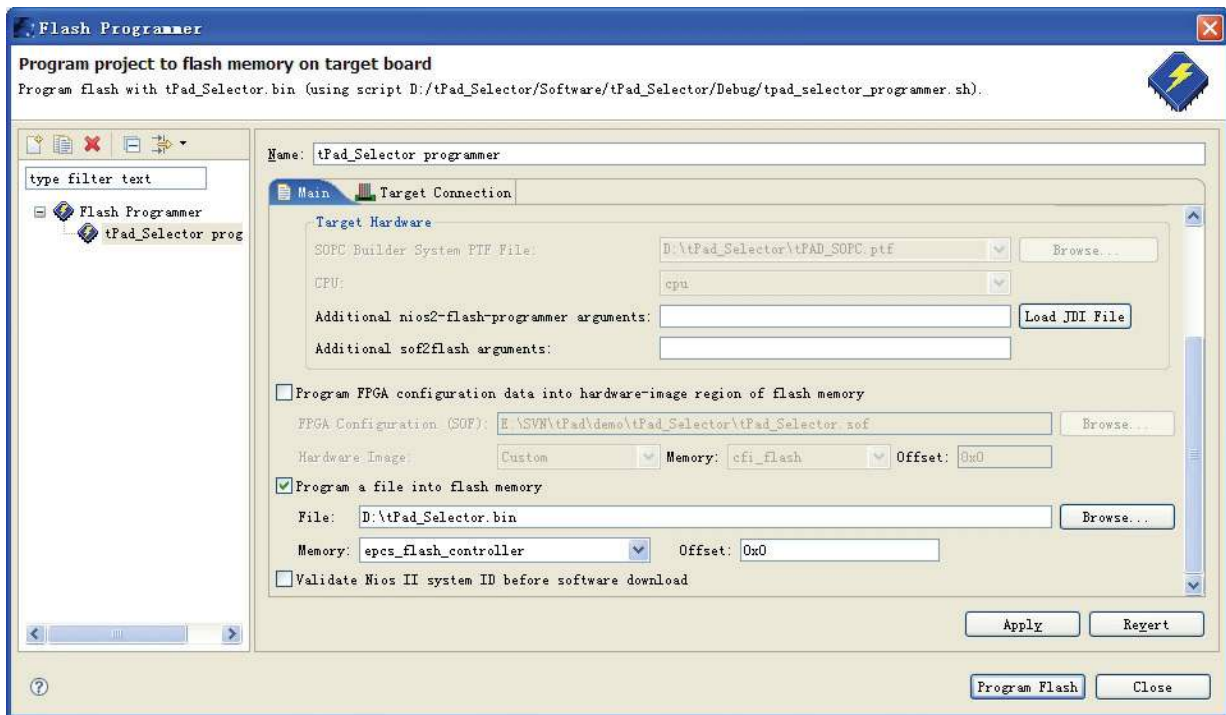 Flash Programmer
Program project to flash memory on target board
Program flash with tPad_Selector.bin (using script D:/tPad_Selector/Software/tPad_Selector/Debug/tpad_selector_programmer.sh).
type filter text
Flash Programmer
tPad_Selector prog
Name: tPad_Selector programmer
Main Target Connection
Target Hardware
SOPC Builder System PTF File: D:\tPad_Selector\tPAD_SOPC.ptf Browse...
CPU: cpu
Additional nios2-flash-programmer arguments: Load JDI File
Additional sof2flash arguments:
Program FPGA configuration data into hardware-image region of flash memory
FPGA Configuration (SOF): E:\SVN\tPad\demo\tPad_Selector\tPad_Selector.sof Browse...
Hardware Image: Custom Memory: cfi_flash Offset: 0x0
Program a file into flash memory
File: D:\tPad_Selector.bin Browse...
Memory: epcs_flash_controller Offset: 0x0
Validate Nios II system ID before software download
Apply Revert
? Program Flash Close